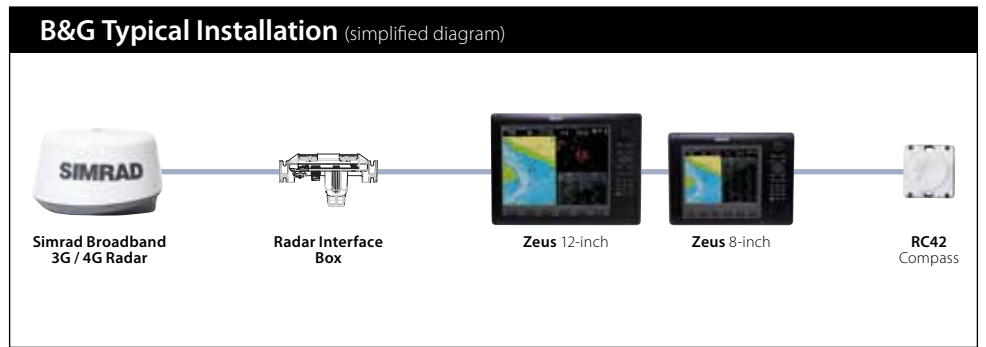 B&G Typical Installation (simplified diagram)
SIMRAD
Simrad Broadband
3G / 4G Radar
Radar Interface
Box
Zeus 12-inch
Zeus 8-inch
RC42
Compass